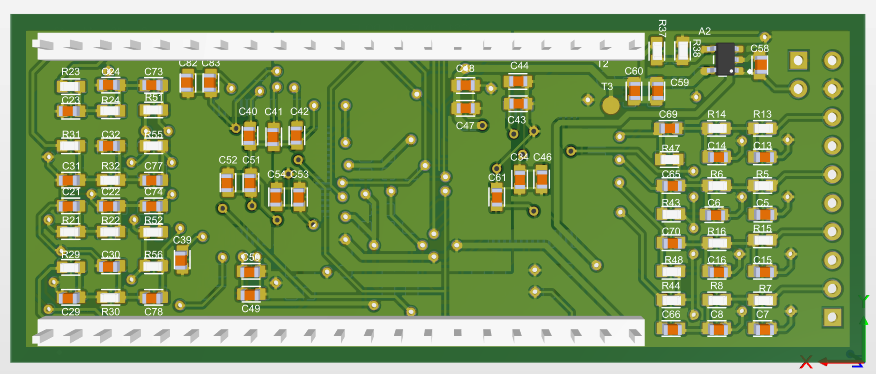 R37 R38 A2
C82 C83 C48 C44 T2 C58
R23 C24 C73 C60 C59
T3
C23 R24 R51
C40 C41 C42 C47 C43 C69 R14 R13
R31 C32 R55
C52 C51 C34 C46 R47 C14 C13
C31 R32 C77 C54 C53 C61 C65 R6 R5
C21 C22 C74
R21 R22 R52 R43 C6 C5
C39 C70 R16 R15
R29 C30 R56 C50 R48 C16 C15
R44 R8 R7
C29 R30 C78 C49 C66 C8 C7
X